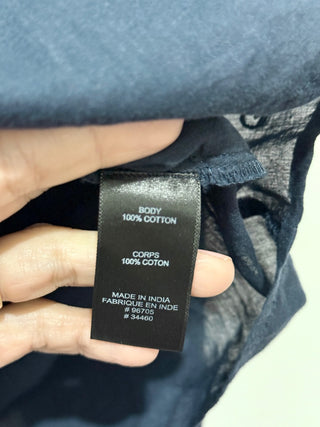 BODY
100% COTTON
CORPS
100% COTON
MADE IN INDIA
FABRIQUE EN INDE
# 96705
# 34460